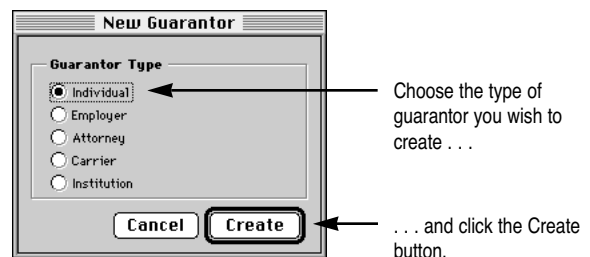 New Guarantor
Guarantor Type
Individual
Employer
Attorney
Carrier
Institution
Cancel Create
Choose the type of
guarantor you wish to
create . . .
. . . and click the Create
button.